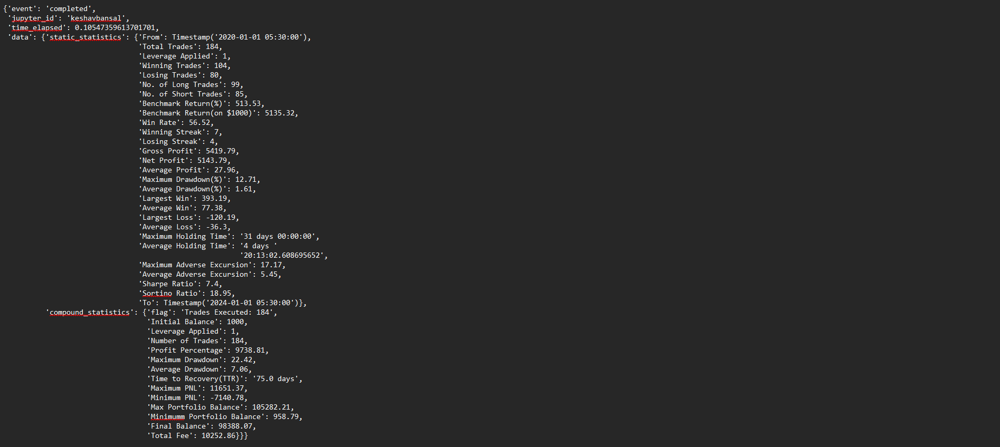 {'event': 'completed',
'jupyter_id': 'keshavbansal',
'time_elapsed': 0.10547359613701701,
'data': {'static_statistics': {'From': Timestamp('2020-01-01 05:30:00'),
'Total Trades': 184,
'Leverage Applied': 1,
'Winning Trades': 104,
'Losing Trades': 80,
'No. of Long Trades': 99,
'No. of Short Trades': 85,
'Benchmark Return(%)': 513.53,
'Benchmark Return(on $1000)': 5135.32,
'Win Rate': 56.52,
'Winning Streak': 7,
'Losing Streak': 4,
'Gross Profit': 5419.79,
'Net Profit': 5143.79,
'Average Profit': 27.96,
'Maximum Drawdown(%)': 12.71,
'Average Drawdown(%)': 1.61,
'Largest Win': 393.19,
'Average Win': 77.38,
'Largest Loss': -120.19,
'Average Loss': -36.3,
'Maximum Holding Time': '31 days 00:00:00',
'Average Holding Time': '4 days '
'20:13:02.608695652',
'Maximum Adverse Excursion': 17.17,
'Average Adverse Excursion': 5.45,
'Sharpe Ratio': 7.4,
'Sortino Ratio': 18.95,
'To': Timestamp('2024-01-01 05:30:00')},
'compound_statistics': {'flag': 'Trades Executed: 184',
'Initial Balance': 1000,
'Leverage Applied': 1,
'Number of Trades': 184,
'Profit Percentage': 9738.81,
'Maximum Drawdown': 22.42,
'Average Drawdown': 7.06,
'Time to Recovery(TTR)': '75.0 days',
'Maximum PNL': 11651.37,
'Minimum PNL': -7140.78,
'Max Portfolio Balance': 105282.21,
'Minimumm Portfolio Balance': 958.79,
'Final Balance': 98388.07,
'Total Fee': 10252.86}}}